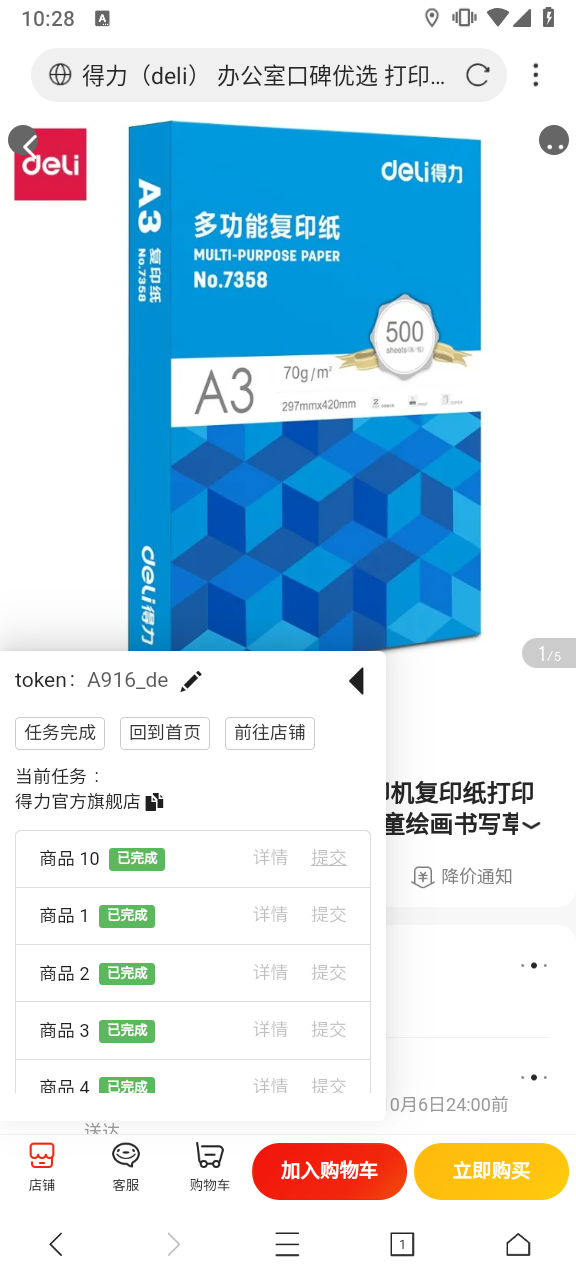 10:28
得力（deli） 办公室口碑优选 打印...
deli
deli得力
A3
复印纸
No.7358
多功能复印纸
MULTI-PURPOSE PAPER
No.7358
500
sheets
A3
70g/m²
297mmx420mm
deli得力
1/5
token： A916_de
任务完成
回到首页
前往店铺
当前任务：
得力官方旗舰店
印机复印纸打印
童绘画书写草
降价通知
商品 10 已完成 详情 提交
商品 1 已完成 详情 提交
商品 2 已完成 详情 提交
商品 3 已完成 详情 提交
商品 4 已完成 详情 提交
10月6日24:00前
送达
店铺
客服
购物车
加入购物车
立即购买
1